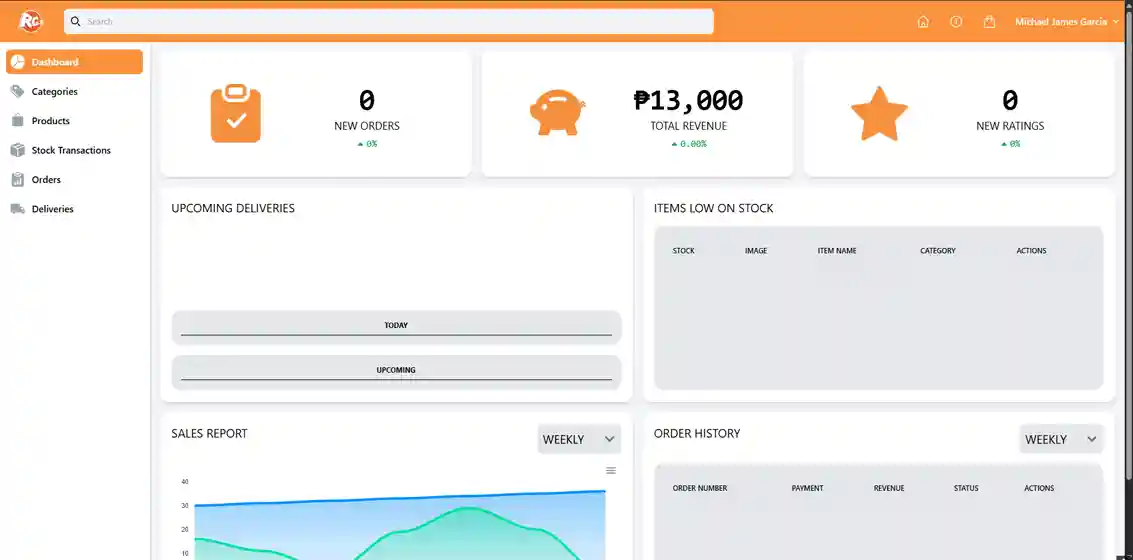 RG
Search
Michael James Garcia
Dashboard
Categories
Products
Stock Transactions
Orders
Deliveries
0
NEW ORDERS
0%
₱13,000
TOTAL REVENUE
0.00%
0
NEW RATINGS
0%
UPCOMING DELIVERIES
TODAY
UPCOMING
ITEMS LOW ON STOCK
STOCK IMAGE ITEM NAME CATEGORY ACTIONS
SALES REPORT
WEEKLY
40
30
20
10
ORDER HISTORY
WEEKLY
ORDER NUMBER PAYMENT REVENUE STATUS ACTIONS